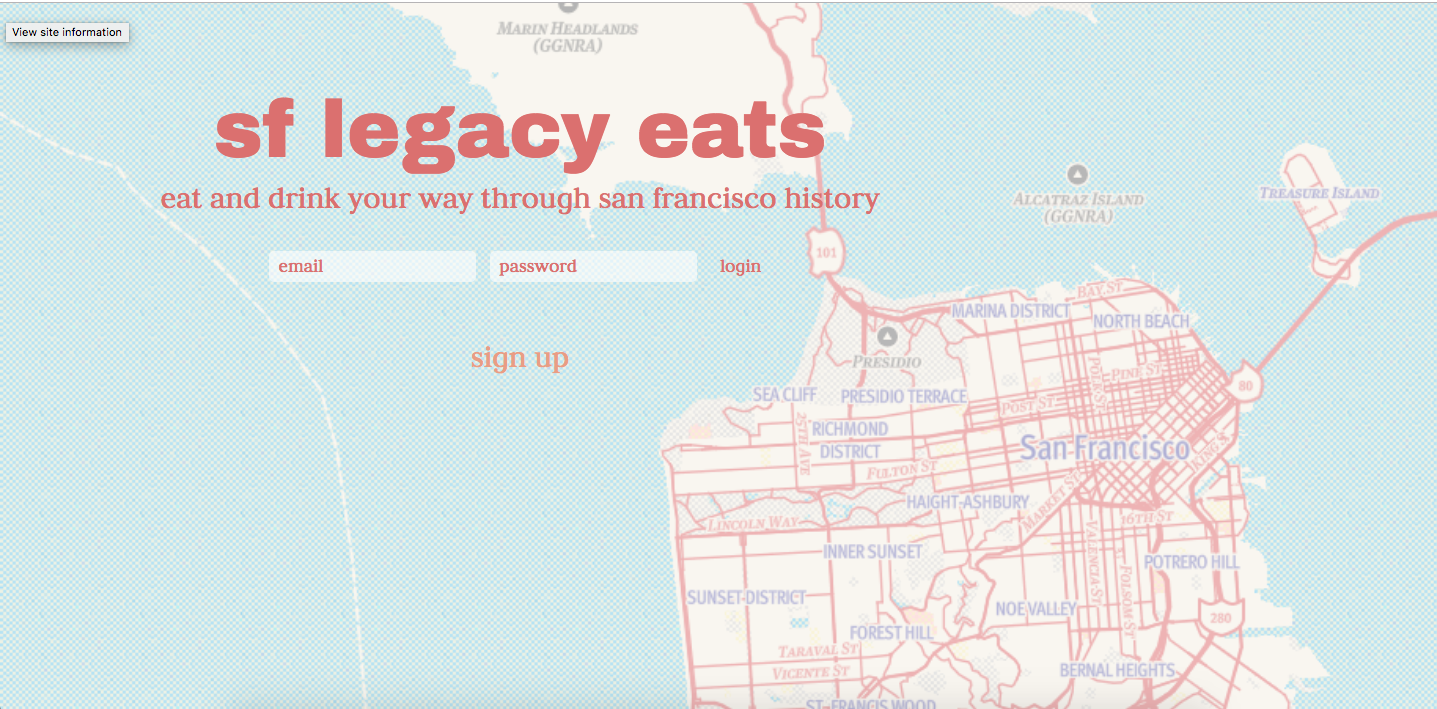 View site information
MARIN HEADLANDS
(GGNRA)
sf legacy eats
eat and drink your way through san francisco history
email
password
login
sign up
ALCATRAZ ISLAND
(GGNRA)
TREASURE ISLAND
101
BAY ST
MARINA DISTRICT
NORTH BEACH
PRESIDIO
POLK ST
PINE ST
80
SEA CLIFF
PRESIDIO TERRACE
POST ST
25TH AVE
RICHMOND
DISTRICT
San Francisco
KING S
FULTON ST
HAIGHT-ASHBURY
MARKET ST
LINCOLN WAY
16TH ST
INNER SUNSET
VALENCIA ST
FOLSOM ST
POTRERO HILL
SUNSET DISTRICT
NOE VALLEY
280
FOREST HILL
TARAVAL ST
VICENTE ST
BERNAL HEIGHTS
ST. FRANCIS WOOD